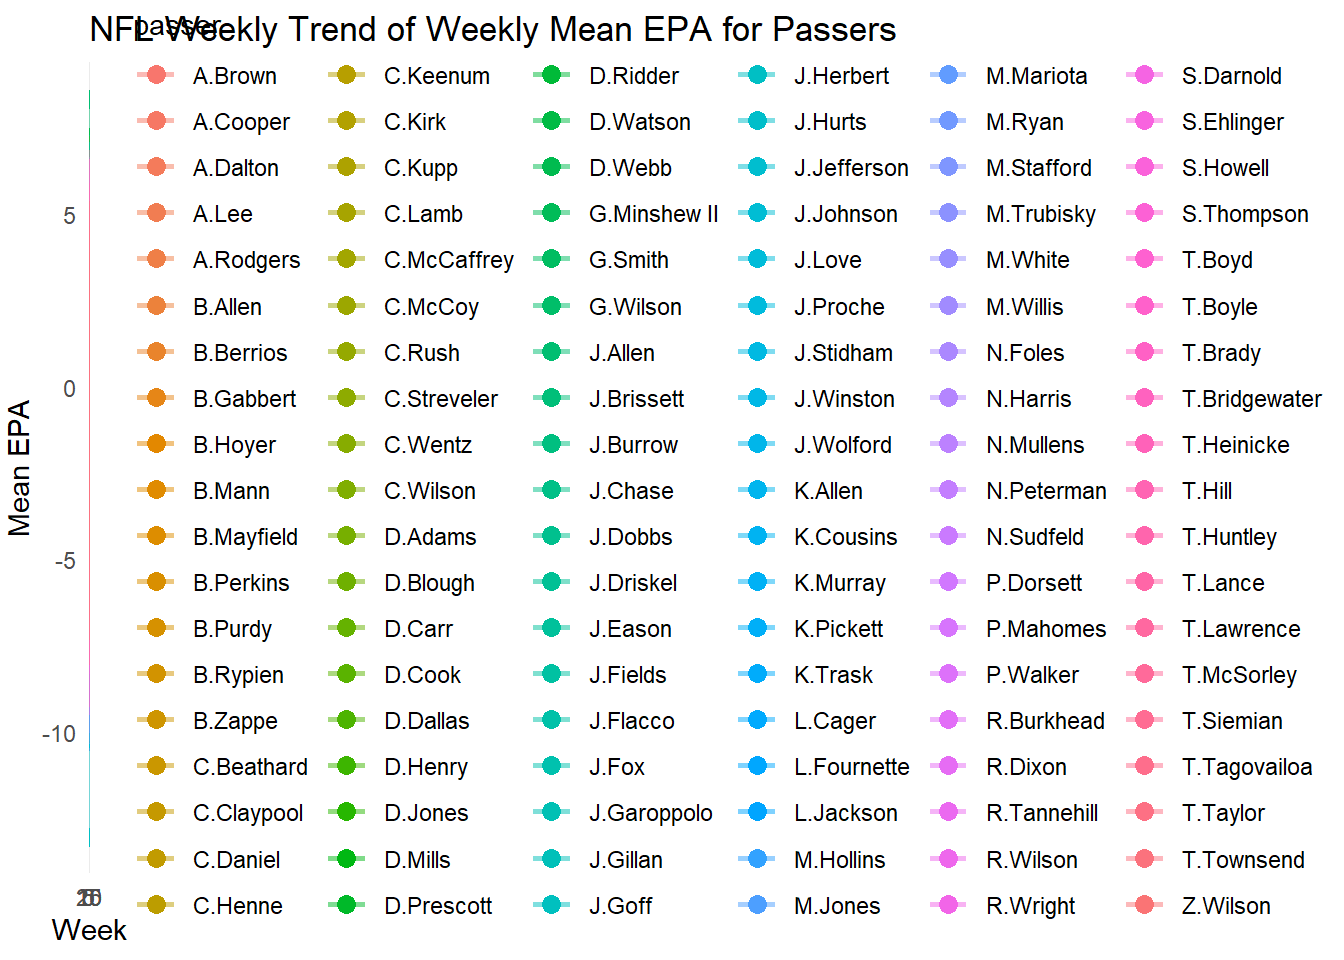 passer
NFL Weekly Trend of Weekly Mean EPA for Passers
Mean EPA
5
0
-5
-10
Week
A.Brown
A.Cooper
A.Dalton
A.Lee
A.Rodgers
B.Allen
B.Berrios
B.Gabbert
B.Hoyer
B.Mann
B.Mayfield
B.Perkins
B.Purdy
B.Rypien
B.Zappe
C.Beathard
C.Claypool
C.Daniel
C.Henne
C.Keenum
C.Kirk
C.Kupp
C.Lamb
C.McCaffrey
C.McCoy
C.Rush
C.Streveler
C.Wentz
C.Wilson
D.Adams
D.Blough
D.Carr
D.Cook
D.Dallas
D.Henry
D.Jones
D.Mills
D.Prescott
D.Ridder
D.Watson
D.Webb
G.Minshew II
G.Smith
G.Wilson
J.Allen
J.Brissett
J.Burrow
J.Chase
J.Dobbs
J.Driskel
J.Eason
J.Fields
J.Flacco
J.Fox
J.Garoppolo
J.Gillan
J.Goff
J.Herbert
J.Hurts
J.Jefferson
J.Johnson
J.Love
J.Proche
J.Stidham
J.Winston
J.Wolford
K.Allen
K.Cousins
K.Murray
K.Pickett
K.Trask
L.Cager
L.Fournette
L.Jackson
M.Hollins
M.Jones
M.Mariota
M.Ryan
M.Stafford
M.Trubisky
M.White
M.Willis
N.Foles
N.Harris
N.Mullens
N.Peterman
N.Sudfeld
P.Dorsett
P.Mahomes
P.Walker
R.Burkhead
R.Dixon
R.Tannehill
R.Wilson
R.Wright
S.Darnold
S.Ehlinger
S.Howell
S.Thompson
T.Boyd
T.Boyle
T.Brady
T.Bridgewater
T.Heinicke
T.Hill
T.Huntley
T.Lance
T.Lawrence
T.McSorley
T.Siemian
T.Tagovailoa
T.Taylor
T.Townsend
Z.Wilson